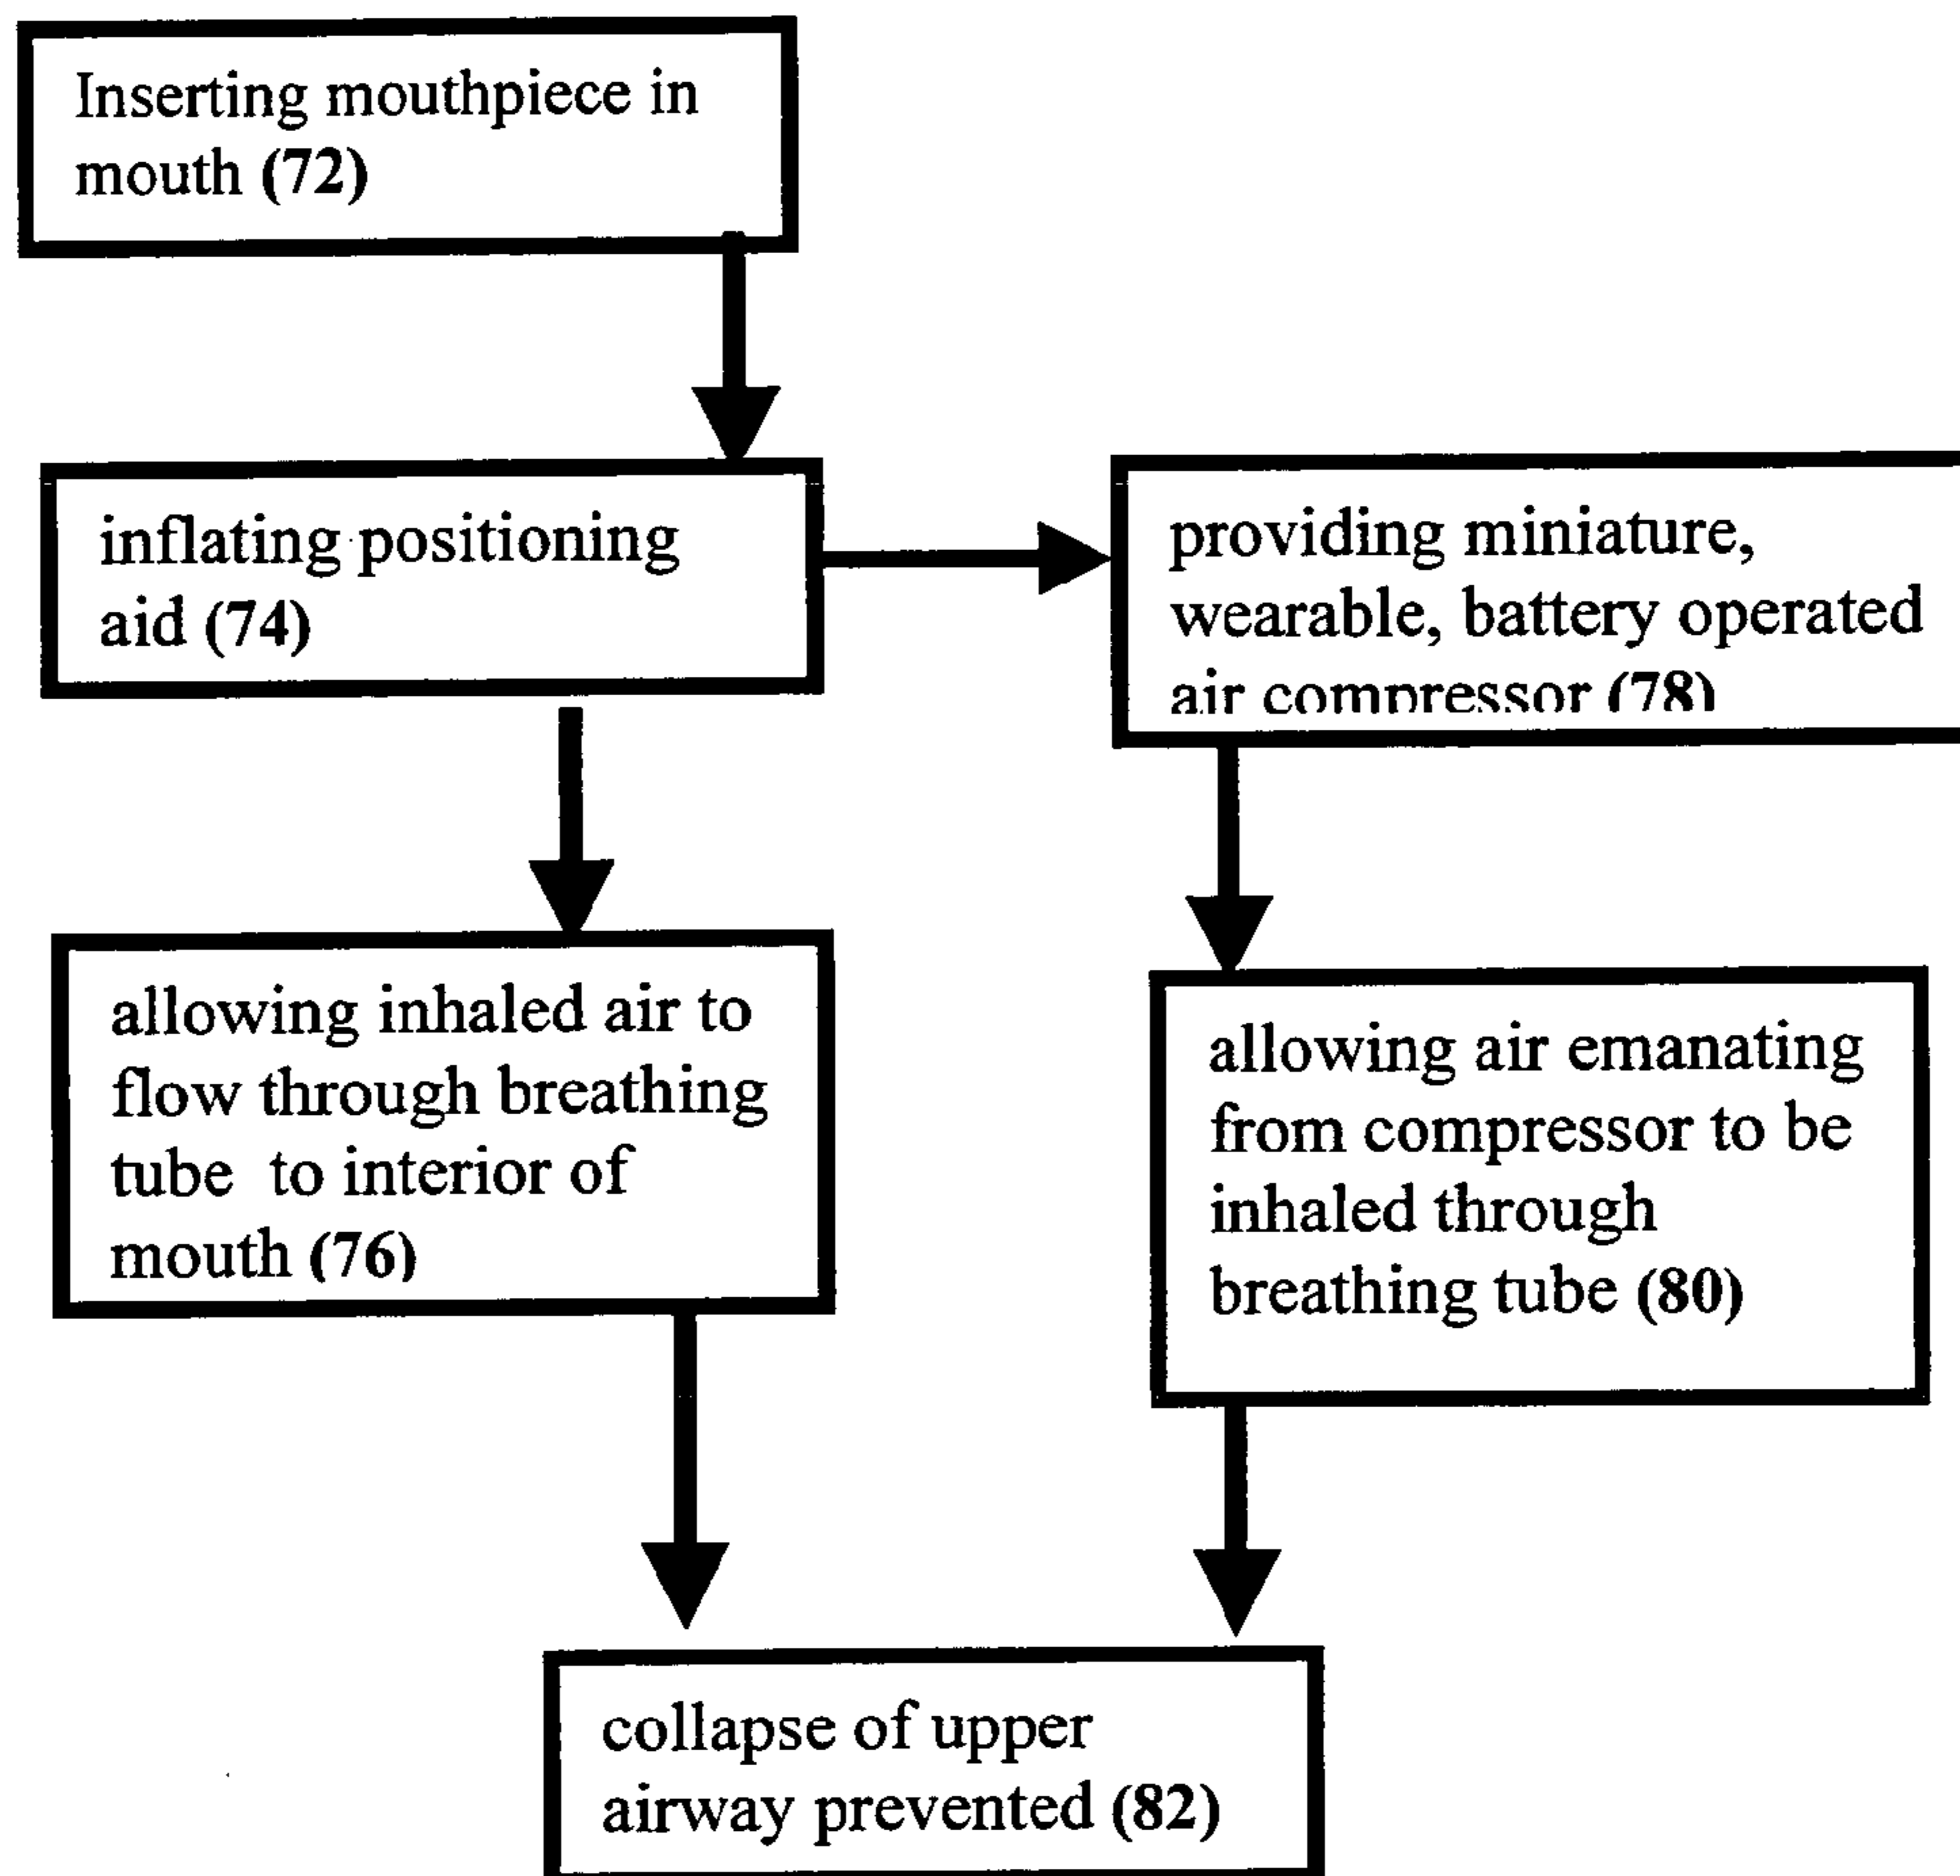 Inserting mouthpiece in
mouth (72)
inflating positioning
aid (74)
providing miniature,
wearable, battery operated
air compressor (78)
allowing inhaled air to
flow through breathing
tube to interior of
mouth (76)
allowing air emanating
from compressor to be
inhaled through
breathing tube (80)
collapse of upper
airway prevented (82)